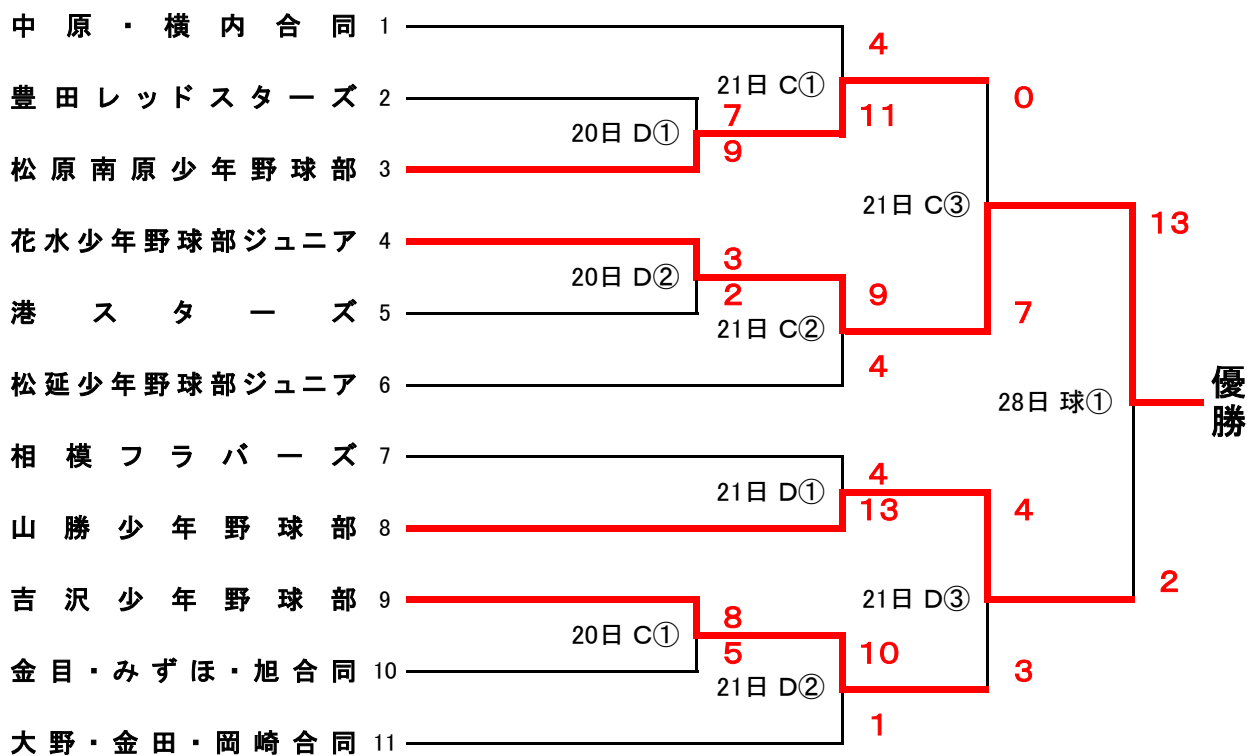 中原・横内合同 1
4
21日 C①
0
豊田レッドスターズ 2
7
11
20日 D①
9
松原南原少年野球部 3
21日 C③
13
花水少年野球部ジュニア 4
3
20日 D②
2
9
7
港スターズ 5
21日 C②
4
松延少年野球部ジュニア 6
28日 球①
優勝
相模フラバーズ 7
4
21日 D①
13
4
山勝少年野球部 8
2
吉沢少年野球部 9
21日 D③
8
20日 C①
5
10
3
金目・みずほ・旭合同 10
21日 D②
1
大野・金田・岡崎合同 11